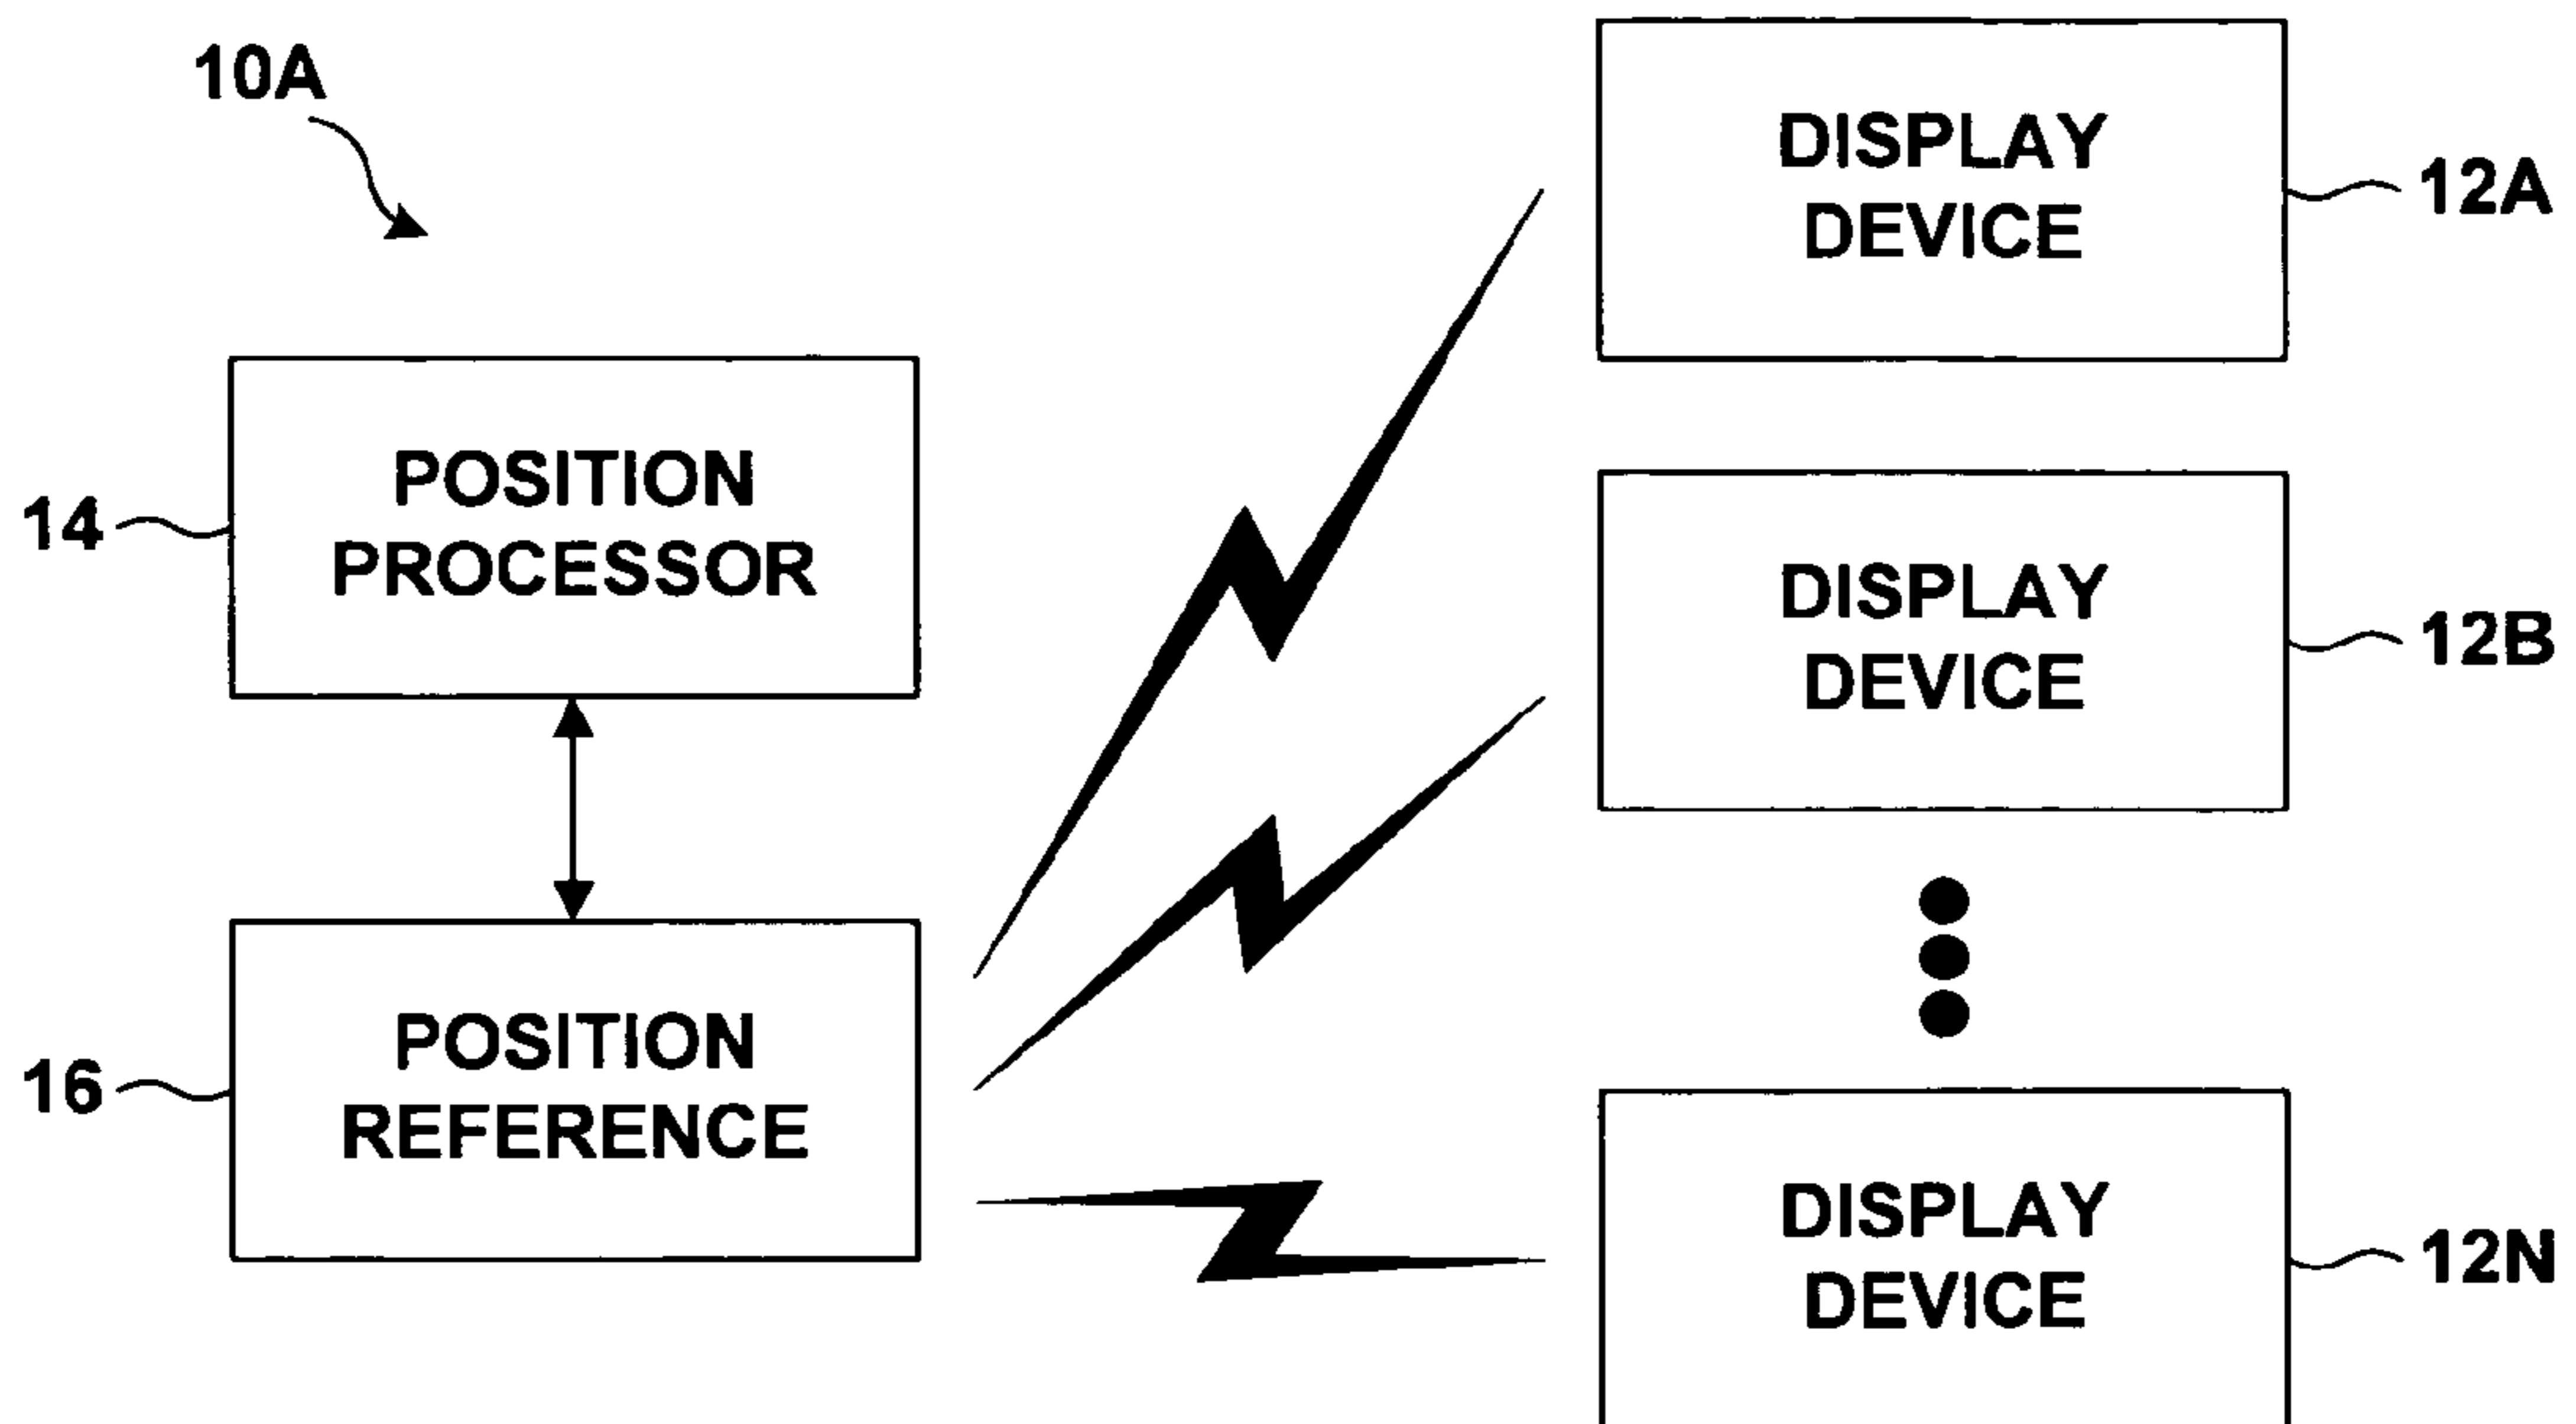 10A
DISPLAY
DEVICE
12A
POSITION
PROCESSOR
14
DISPLAY
DEVICE
12B
POSITION
REFERENCE
16
DISPLAY
DEVICE
12N